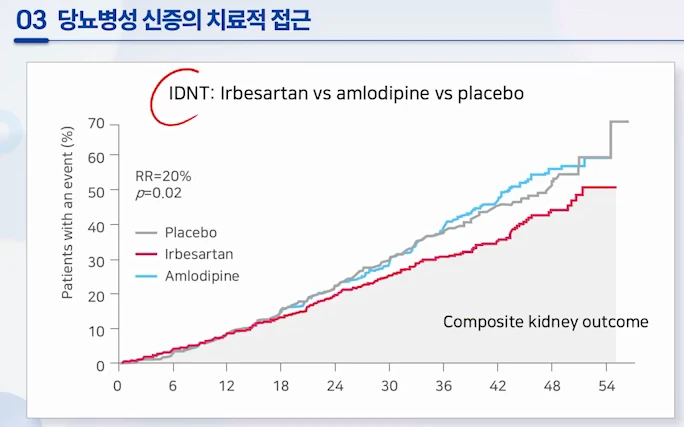 03 당뇨병성 신증의 치료적 접근
IDNT: Irbesartan vs amlodipine vs placebo
Patients with an event (%)
70
60
50
40
30
20
10
0
RR=20%
p=0.02
Placebo
Irbesartan
Amlodipine
Composite kidney outcome
0 6 12 18 24 30 36 42 48 54